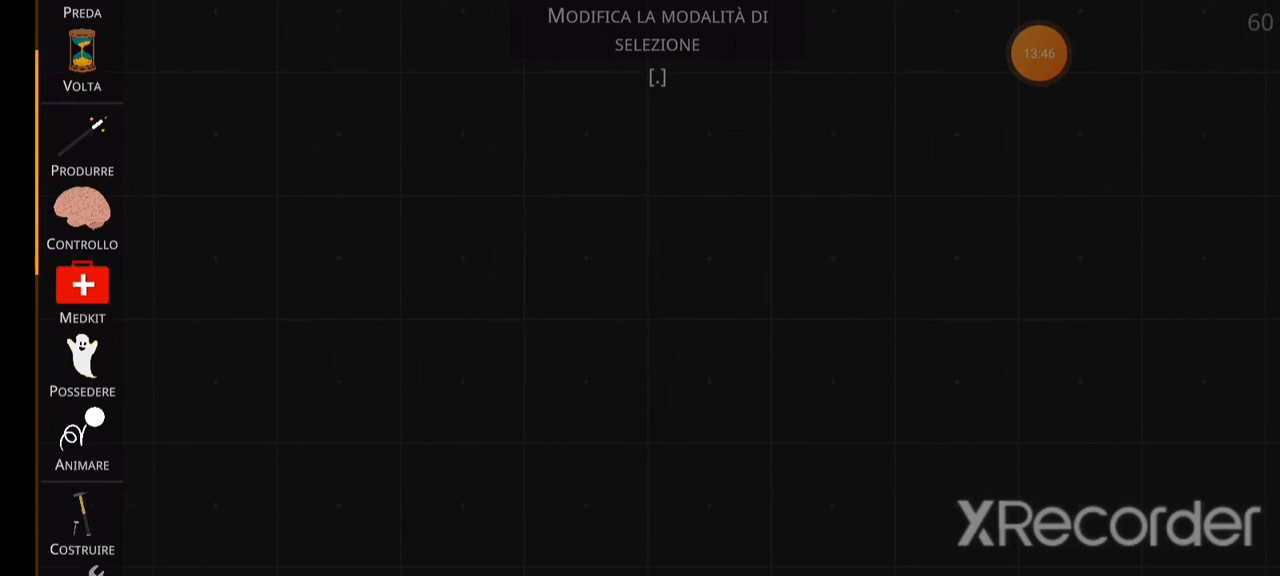 PREDA
VOLTA
PRODURRE
CONTROLLO
MEDKIT
POSSEDERE
ANIMARE
COSTRUIRE
MODIFICA LA MODALITÀ DI
SELEZIONE
[.]
13:46
60
XRecorder